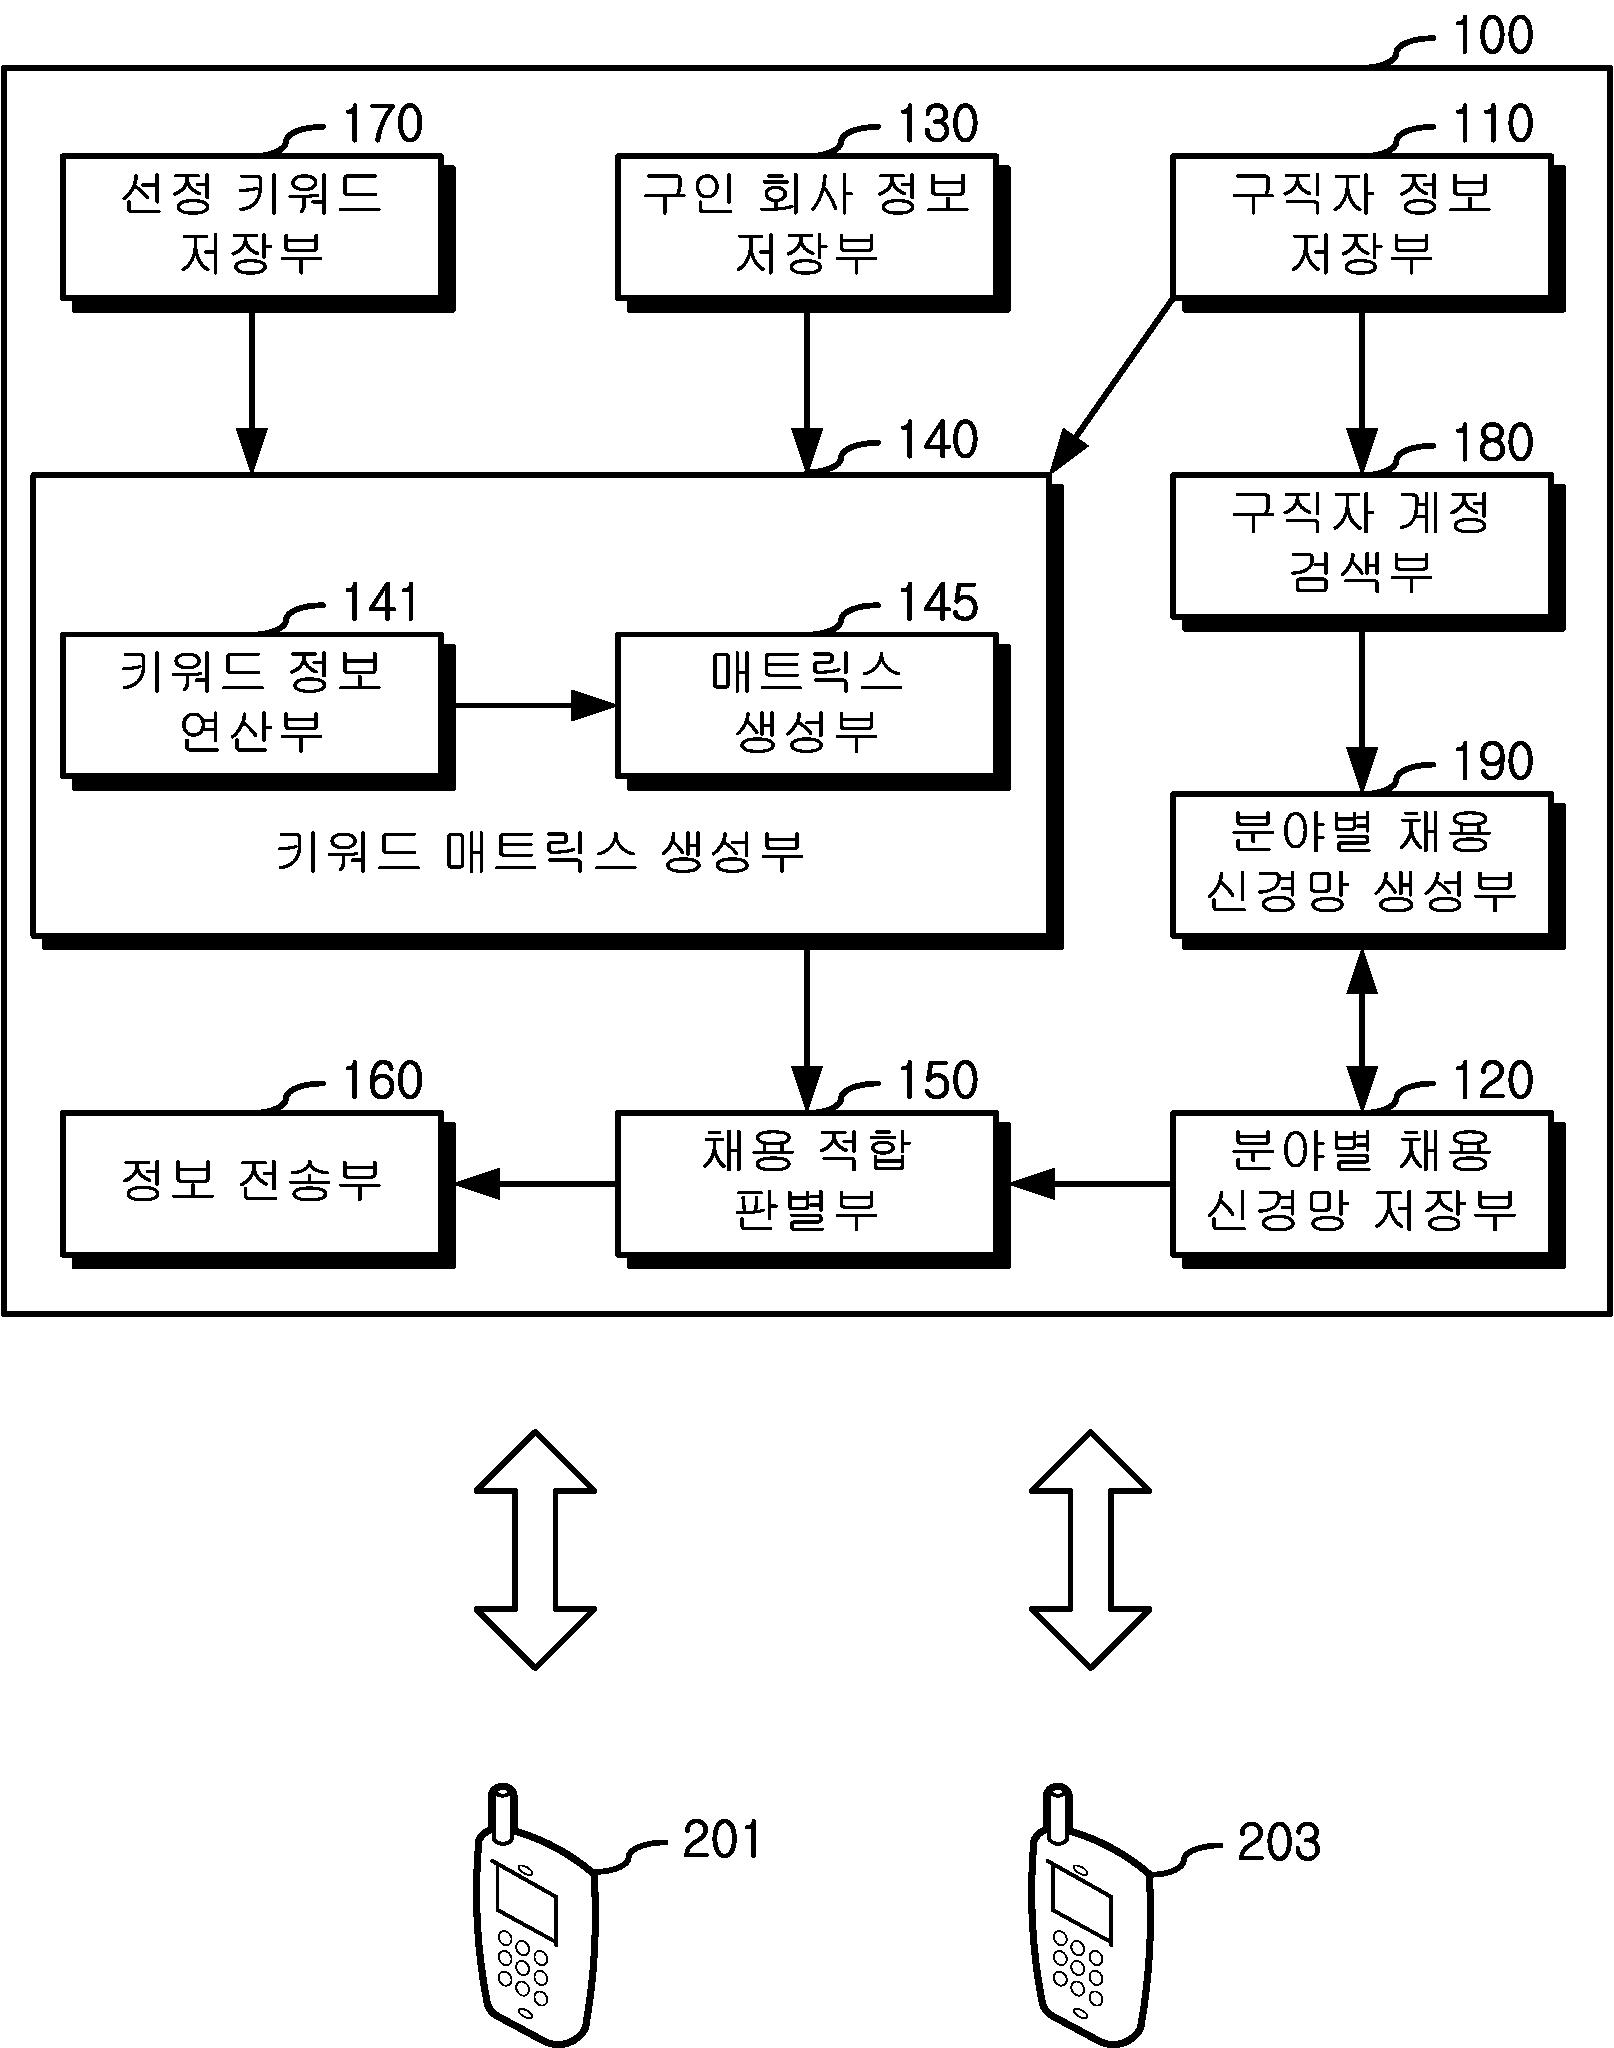 100
170
130
110
선정 키워드
저장부
구인 회사 정보
저장부
구직자 정보
저장부
140
180
구직자 계정
검색부
141
145
키워드 정보
연산부
매트릭스
생성부
키워드 매트릭스 생성부
190
분야별 채용
신경망 생성부
160
150
120
정보 전송부
채용 적합
판별부
분야별 채용
신경망 저장부
201
203